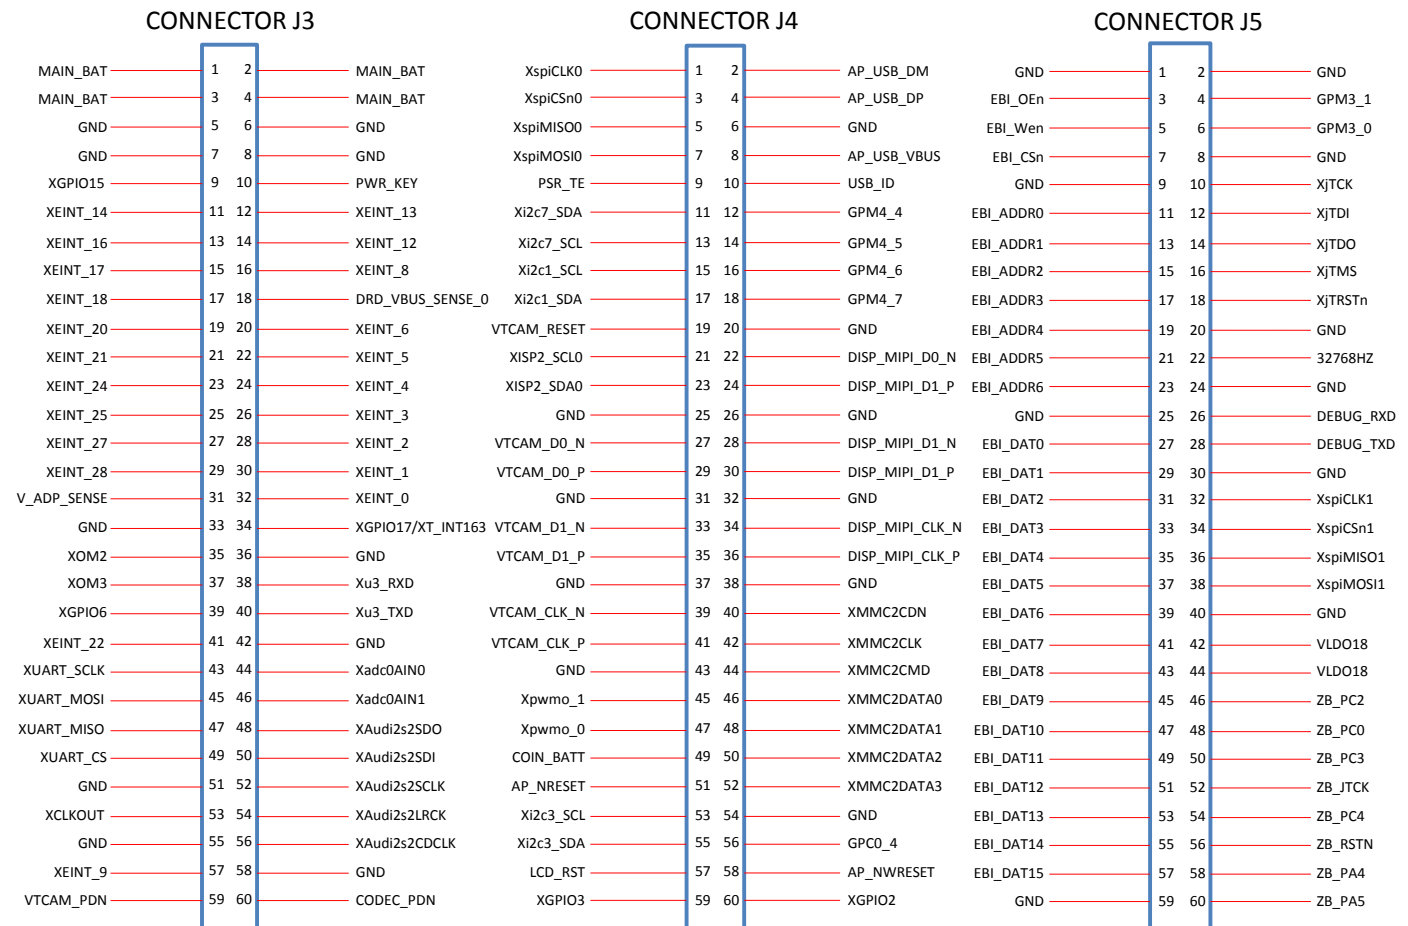 CONNECTOR J3 CONNECTOR J4 CONNECTOR J5
MAIN_BAT 1 2 MAIN_BAT XspiCLK0 1 2 AP_USB_DM GND 1 2 GND
MAIN_BAT 3 4 MAIN_BAT XspiCSn0 3 4 AP_USB_DP EBI_OEn 3 4 GPM3_1
GND 5 6 GND XspiMISO0 5 6 GND EBI_Wen 5 6 GPM3_0
GND 7 8 GND XspiMOSI0 7 8 AP_USB_VBUS EBI_CSn 7 8 GND
XGPIO15 9 10 PWR_KEY PSR_TE 9 10 USB_ID GND 9 10 XjTCK
XEINT_14 11 12 XEINT_13 Xi2c7_SDA 11 12 GPM4_4 EBI_ADDR0 11 12 XjTDI
XEINT_16 13 14 XEINT_12 Xi2c7_SCL 13 14 GPM4_5 EBI_ADDR1 13 14 XjTDO
XEINT_17 15 16 XEINT_8 Xi2c1_SCL 15 16 GPM4_6 EBI_ADDR2 15 16 XjTMS
XEINT_18 17 18 DRD_VBUS_SENSE_0 Xi2c1_SDA 17 18 GPM4_7 EBI_ADDR3 17 18 XjTRSTn
XEINT_20 19 20 XEINT_6 VTCAM_RESET 19 20 GND EBI_ADDR4 19 20 GND
XEINT_21 21 22 XEINT_5 XISP2_SCL0 21 22 DISP_MIPI_D0_N EBI_ADDR5 21 22 32768HZ
XEINT_24 23 24 XEINT_4 XISP2_SDA0 23 24 DISP_MIPI_D1_P EBI_ADDR6 23 24 GND
XEINT_25 25 26 XEINT_3 GND 25 26 GND GND 25 26 DEBUG_RXD
XEINT_27 27 28 XEINT_2 VTCAM_D0_N 27 28 DISP_MIPI_D1_N EBI_DAT0 27 28 DEBUG_TXD
XEINT_28 29 30 XEINT_1 VTCAM_D0_P 29 30 DISP_MIPI_D1_P EBI_DAT1 29 30 GND
V_ADP_SENSE 31 32 XEINT_0 GND 31 32 GND EBI_DAT2 31 32 XspiCLK1
GND 33 34 XGPIO17/XT_INT163 VTCAM_D1_N 33 34 DISP_MIPI_CLK_N EBI_DAT3 33 34 XspiCSn1
XOM2 35 36 GND VTCAM_D1_P 35 36 DISP_MIPI_CLK_P EBI_DAT4 35 36 XspiMISO1
XOM3 37 38 Xu3_RXD GND 37 38 GND EBI_DAT5 37 38 XspiMOSI1
XGPIO6 39 40 Xu3_TXD VTCAM_CLK_N 39 40 XMMC2CDN EBI_DAT6 39 40 GND
XEINT_22 41 42 GND VTCAM_CLK_P 41 42 XMMC2CLK EBI_DAT7 41 42 VLDO18
XUART_SCLK 43 44 Xadc0AIN0 GND 43 44 XMMC2CMD EBI_DAT8 43 44 VLDO18
XUART_MOSI 45 46 Xadc0AIN1 Xpwmo_1 45 46 XMMC2DATA0 EBI_DAT9 45 46 ZB_PC2
XUART_MISO 47 48 XAudi2s2SDO Xpwmo_0 47 48 XMMC2DATA1 EBI_DAT10 47 48 ZB_PC0
XUART_CS 49 50 XAudi2s2SDI COIN_BATT 49 50 XMMC2DATA2 EBI_DAT11 49 50 ZB_PC3
GND 51 52 XAudi2s2SCLK AP_NRESET 51 52 XMMC2DATA3 EBI_DAT12 51 52 ZB_JTCK
XCLKOUT 53 54 XAudi2s2LRCK Xi2c3_SCL 53 54 GND EBI_DAT13 53 54 ZB_PC4
GND 55 56 XAudi2s2CDCLK Xi2c3_SDA 55 56 GPC0_4 EBI_DAT14 55 56 ZB_RSTN
XEINT_9 57 58 GND LCD_RST 57 58 AP_NWRESET EBI_DAT15 57 58 ZB_PA4
VTCAM_PDN 59 60 CODEC_PDN XGPIO3 59 60 XGPIO2 GND 59 60 ZB_PA5